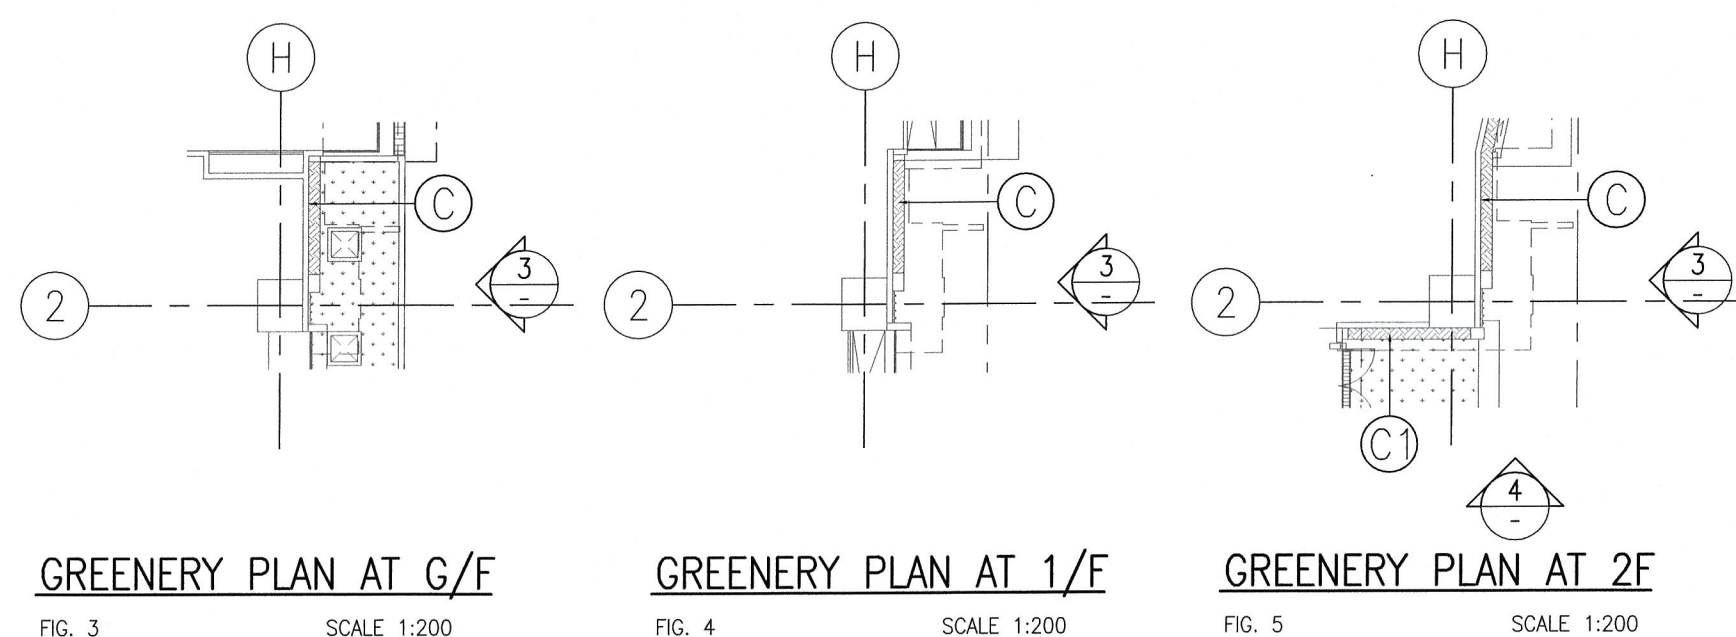 H
C
3
-
2
GREENERY PLAN AT G/F
FIG. 3
SCALE 1:200
H
C
3
-
2
GREENERY PLAN AT 1/F
FIG. 4
SCALE 1:200
H
C
3
-
2
C1
4
-
GREENERY PLAN AT 2F
FIG. 5
SCALE 1:200